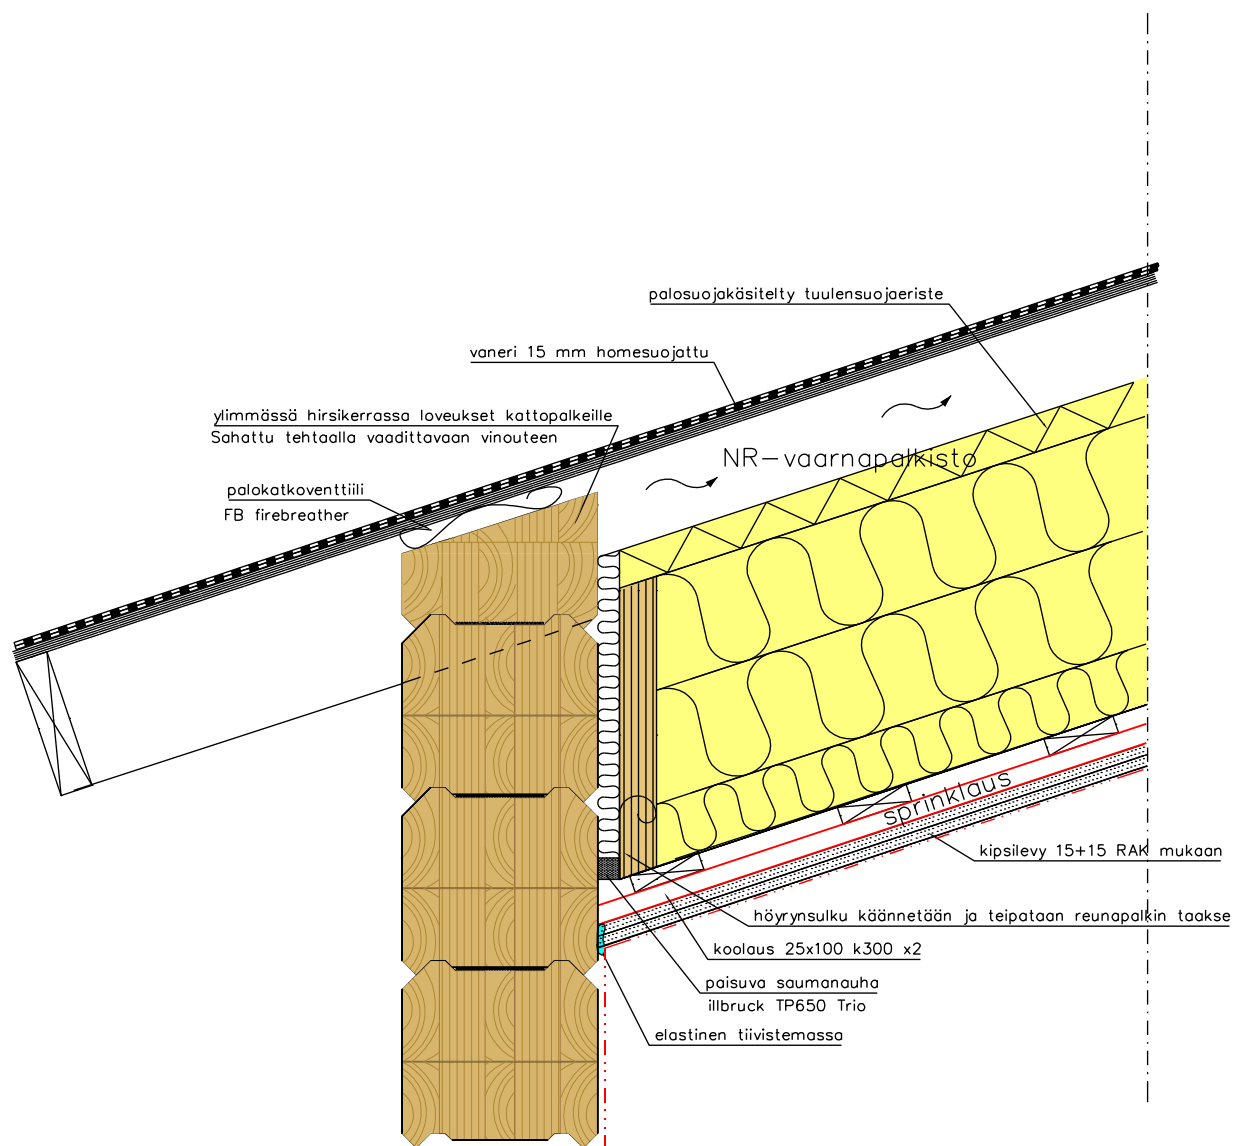 palosuojakäsitelty tuulensuojaeriste
vaneri 15 mm homesuojattu
ylimmässä hirsikerrassa loveukset kattopalkeille
Sahattu tehtaalla vaadittavaan vinouteen
NR-vaarnapalkisto
palokatkoventtiili
FB firebreather
sprinklaus
kipsilevy 15+15 RAK mukaan
höyrynsulku käännetään ja teipataan reunapalkin taakse
koolaus 25x100 k300 x2
paisuva saumanauha
illbruck TP650 Trio
elastinen tiivistemassa